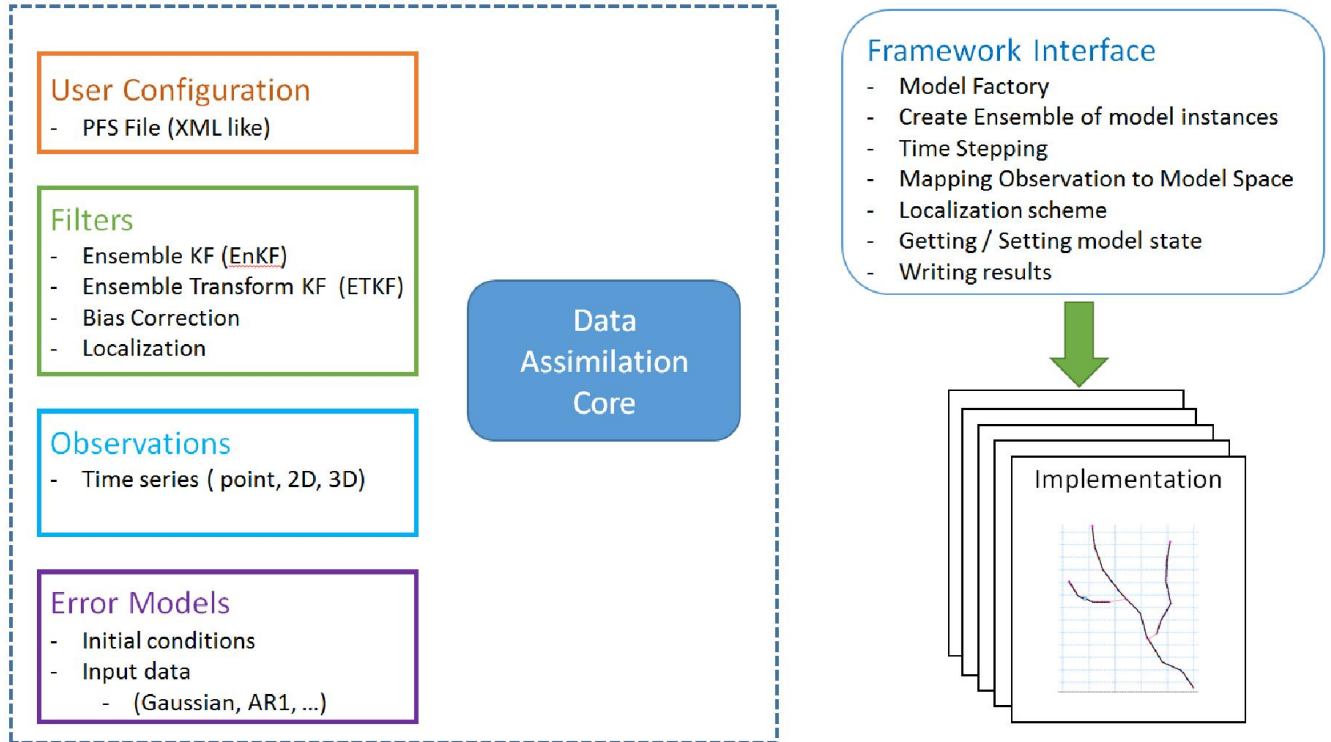 User Configuration
- PFS File (XML like)
Filters
- Ensemble KF (EnKF)
- Ensemble Transform KF (ETKF)
- Bias Correction
- Localization
Observations
- Time series ( point, 2D, 3D)
Error Models
- Initial conditions
- Input data
- (Gaussian, AR1, ...)
Data
Assimilation
Core
Framework Interface
- Model Factory
- Create Ensemble of model instances
- Time Stepping
- Mapping Observation to Model Space
- Localization scheme
- Getting / Setting model state
- Writing results
Implementation